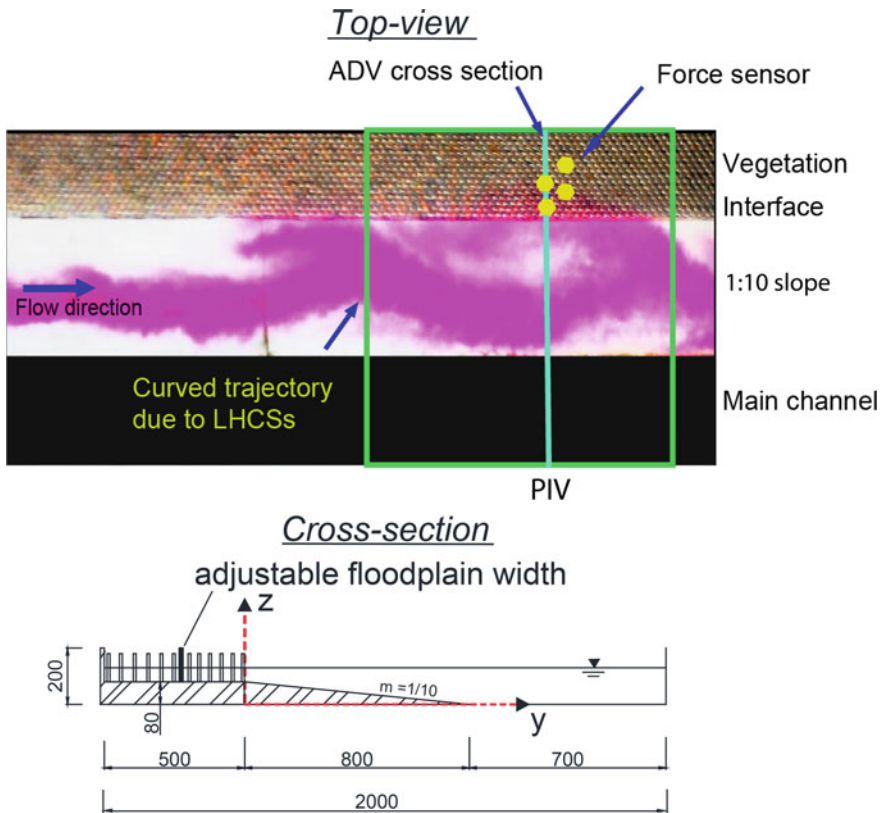 Top-view
ADV cross section
Force sensor
Vegetation
Interface
1:10 slope
Flow direction
Curved trajectory
due to LHCSs
Main channel
PIV
Cross-section
adjustable floodplain width
z
200
m =1/10
80
y
500
800
700
2000